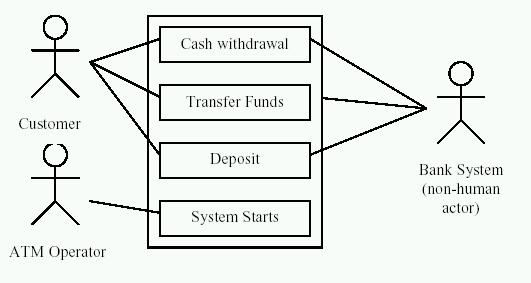 Cash withdrawal
Transfer Funds
Customer
Deposit
Bank System
(non-human
actor)
System Starts
ATM Operator